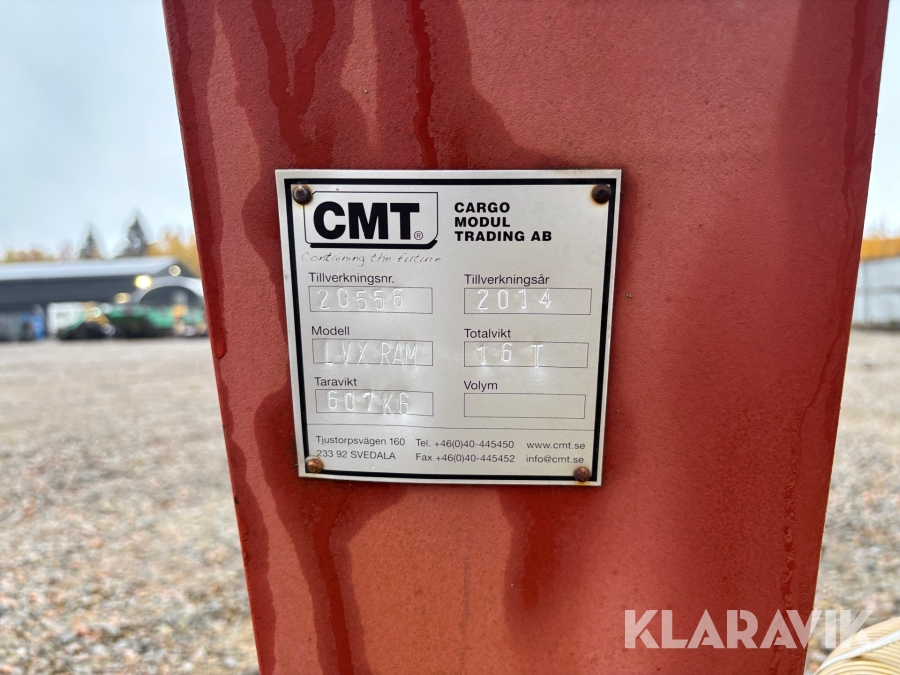 CMT®
CARGO
MODUL
TRADING AB
Containing the future
Tillverkningsnr. Tillverkningsår
20556 2014
Modell Totalvikt
LVX RAM 16 T
Taravikt Volym
607KG
Tjustorpsvägen 160 Tel. +46(0)40-445450 www.cmt.se
233 92 SVEDALA Fax +46(0)40-445452 info@cmt.se
KLARAVIK